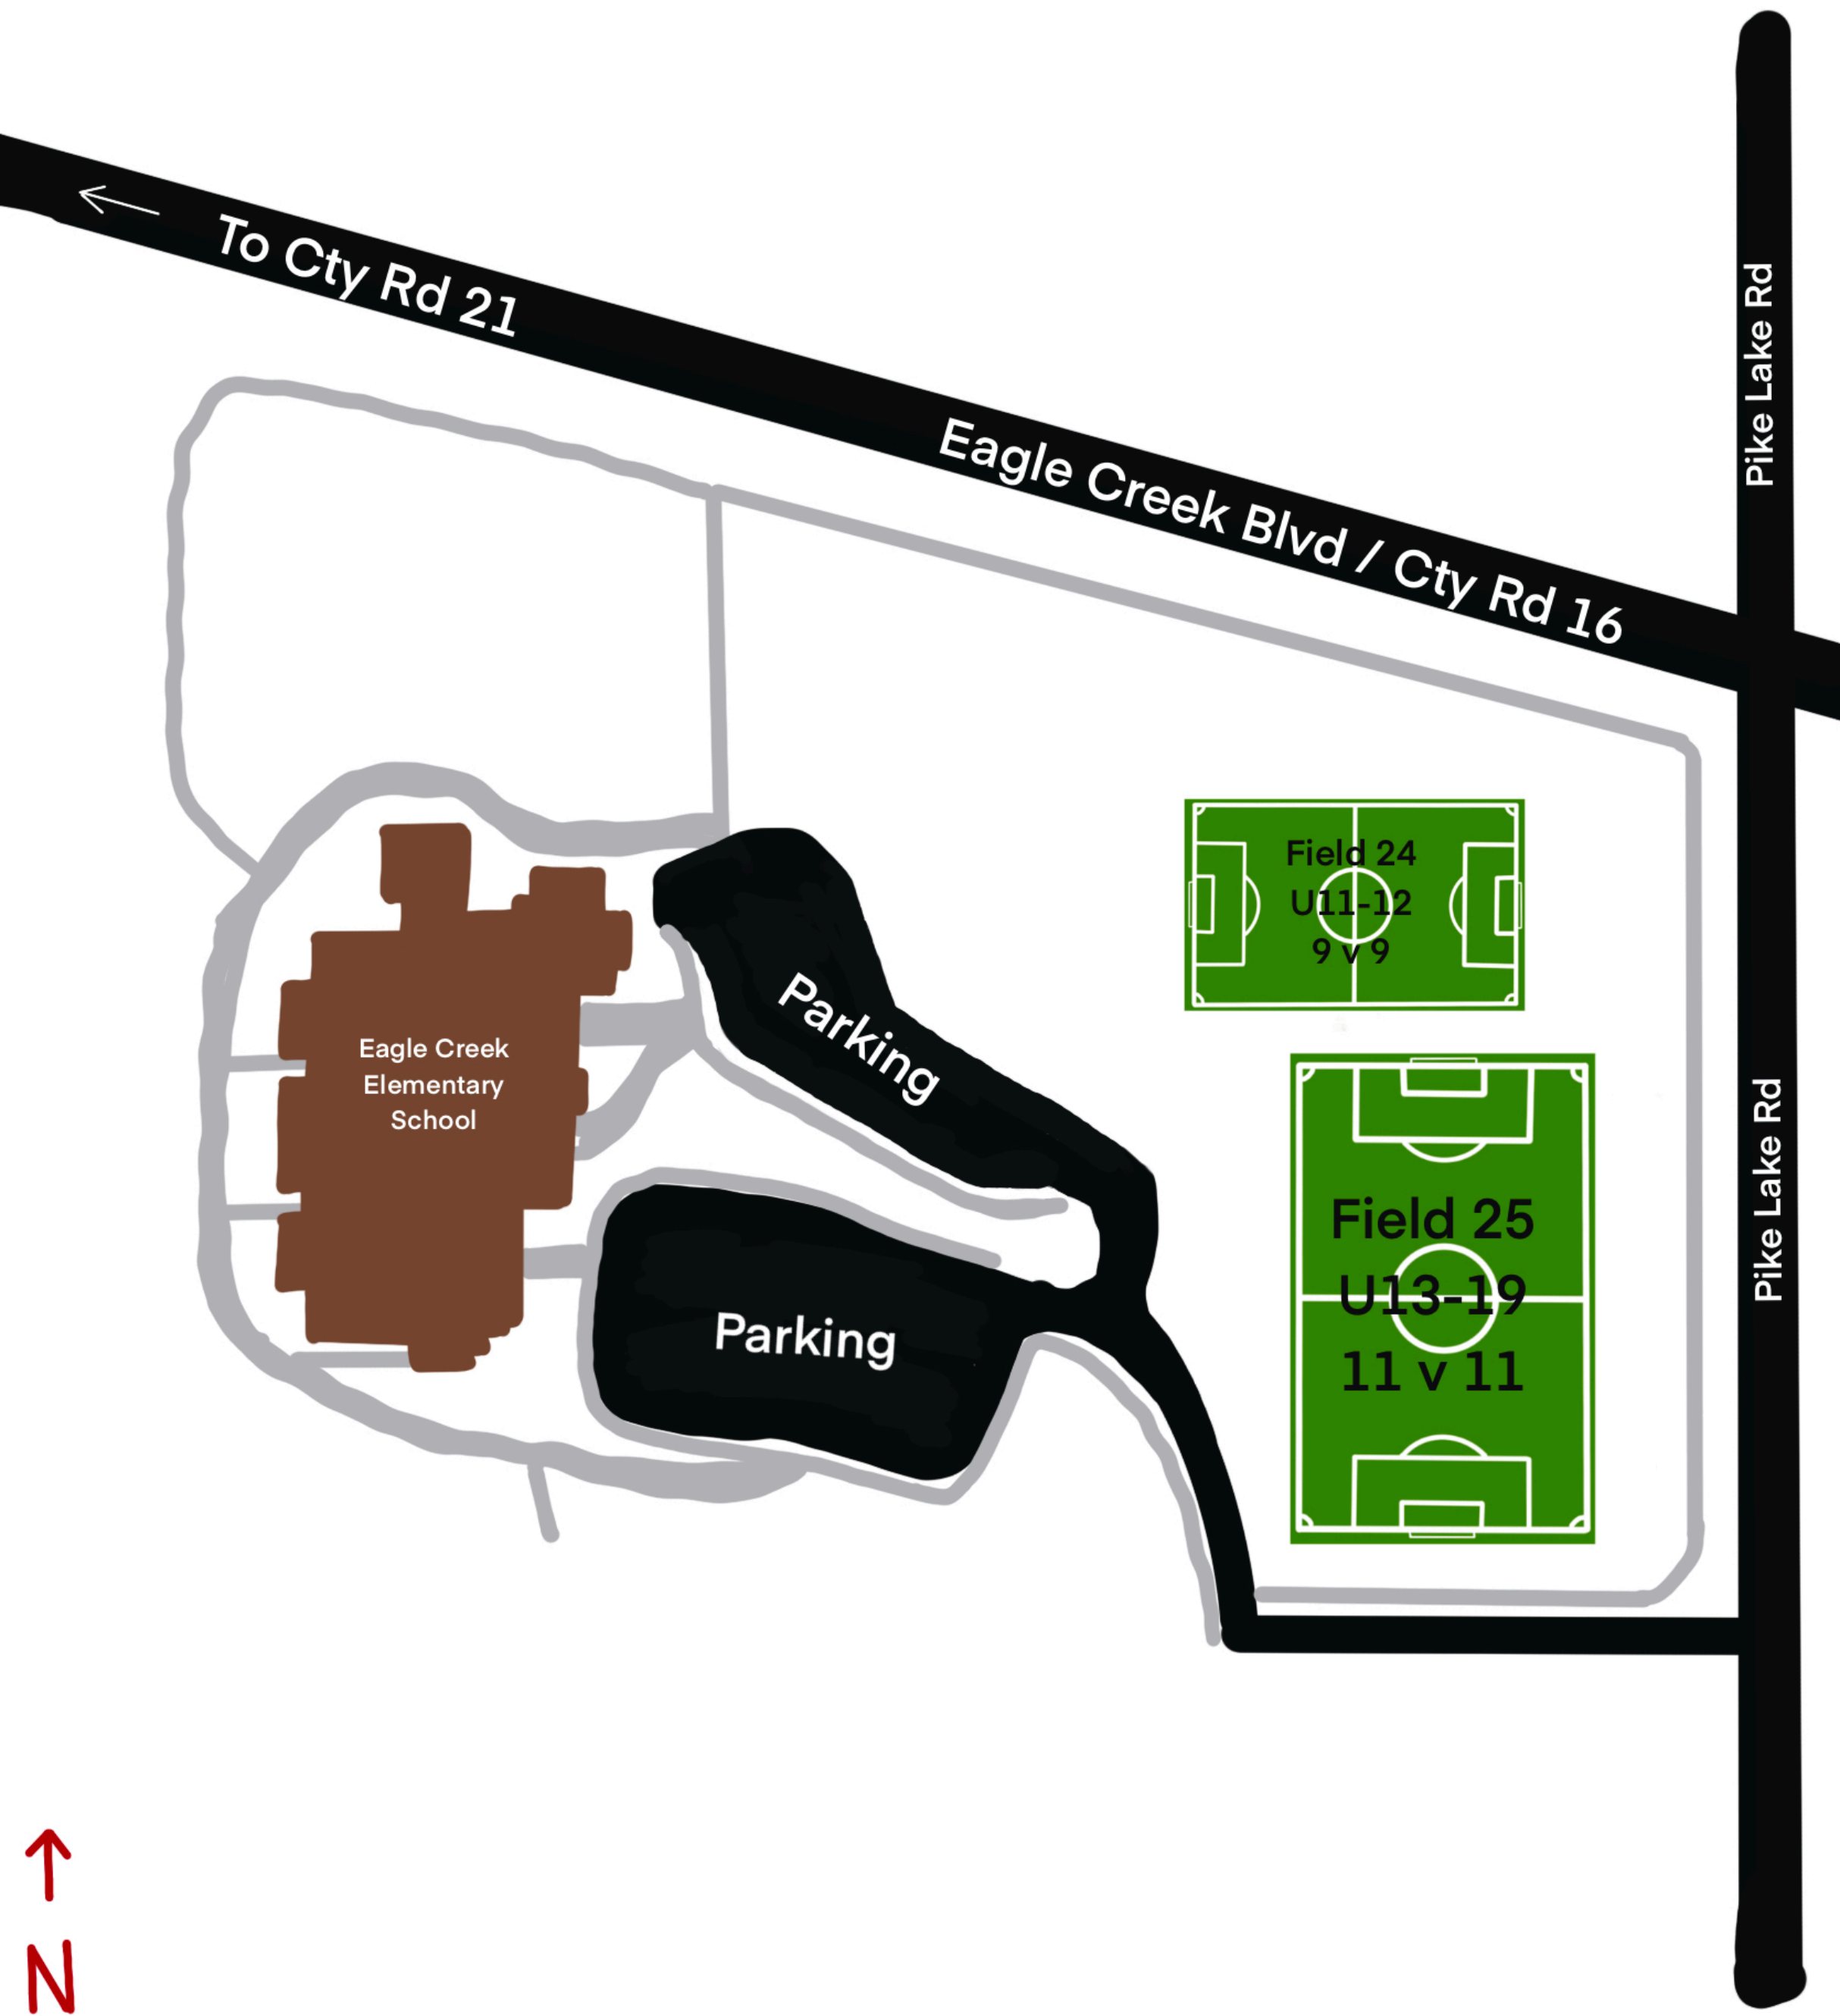 To Cty Rd 21
Eagle Creek Blvd / Cty Rd 16
Pike Lake Rd
Field 24
U11-12
9 v 9
Eagle Creek
Elementary
School
Parking
Field 25
U13-19
11 v 11
Pike Lake Rd
Parking
N